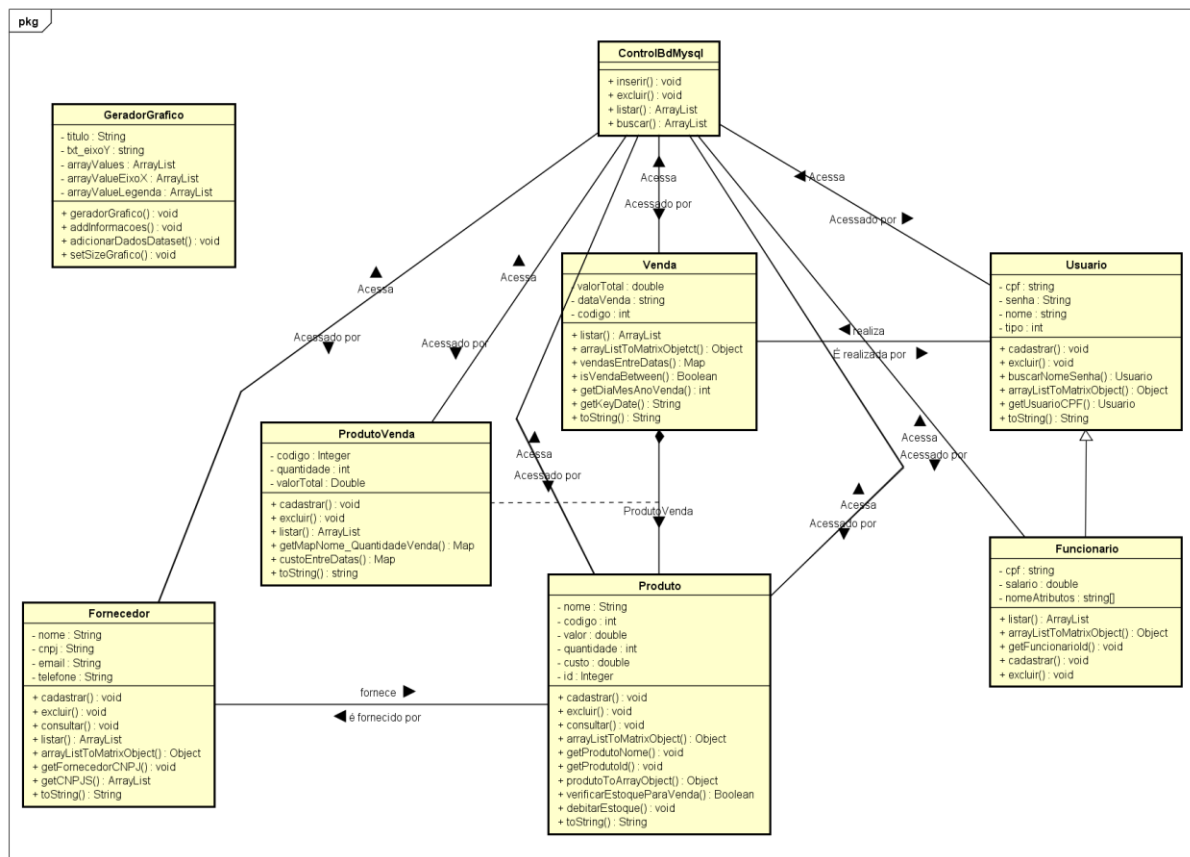 pkg
ControlBdMysql
+ inserir() : void
+ excluir() : void
+ listar() : ArrayList
+ buscar() : ArrayList
GeradorGrafico
- titulo : String
- txt_eixoY : string
- arrayValues : ArrayList
- arrayValueEixoX : ArrayList
- arrayValueLegenda : ArrayList
+ geradorGrafico() : void
+ addInformacoes() : void
+ adicionarDadosDataset() : void
+ setSizeGrafico() : void
Acessa
Acessado por
Acessa
Acessado por
Acessa
Acessado por
Acessa
Acessado por
Venda
- valorTotal : double
- dataVenda : string
- codigo : int
+ listar() : ArrayList
+ arrayListToMatrixObjetct() : Object
+ vendasEntreDatas() : Map
+ isVendaBetween() : Boolean
+ getDiaMesAnoVenda() : int
+ getKeyDate() : String
+ toString() : String
realiza
É realizada por
Usuario
- cpf : string
- senha : String
- nome : string
- tipo : int
+ cadastrar() : void
+ excluir() : void
+ buscarNomeSenha() : Usuario
+ arrayListToMatrixObject() : Object
+ getUsuarioCPF() : Usuario
+ toString() : String
ProdutoVenda
- codigo : Integer
- quantidade : int
- valorTotal : Double
+ cadastrar() : void
+ excluir() : void
+ listar() : ArrayList
+ getMapNome_QuantidadeVenda() : Map
+ custoEntreDatas() : Map
+ toString() : string
Acessa
Acessado por
Acessa
Acessado por
Acessa
Acessado por
ProdutoVenda
Funcionario
- cpf : string
- salario : double
- nomeAtributos : string[]
+ listar() : ArrayList
+ arrayListToMatrixObject() : Object
+ getFuncionarioId() : void
+ cadastrar() : void
+ excluir() : void
Fornecedor
- nome : String
- cnpj : String
- email : String
- telefone : String
+ cadastrar() : void
+ excluir() : void
+ consultar() : void
+ listar() : ArrayList
+ arrayListToMatrixObject() : Object
+ getFornecedorCNPJ() : void
+ getCNPJS() : ArrayList
+ toString() : String
fornece
é fornecido por
Produto
- nome : String
- codigo : int
- valor : double
- quantidade : int
- custo : double
- id : Integer
+ cadastrar() : void
+ excluir() : void
+ consultar() : void
+ arrayListToMatrixObject() : Object
+ getProdutoNome() : void
+ getProdutoId() : void
+ produtoToArrayObject() : Object
+ verificarEstoqueParaVenda() : Boolean
+ debitarEstoque() : void
+ toString() : String